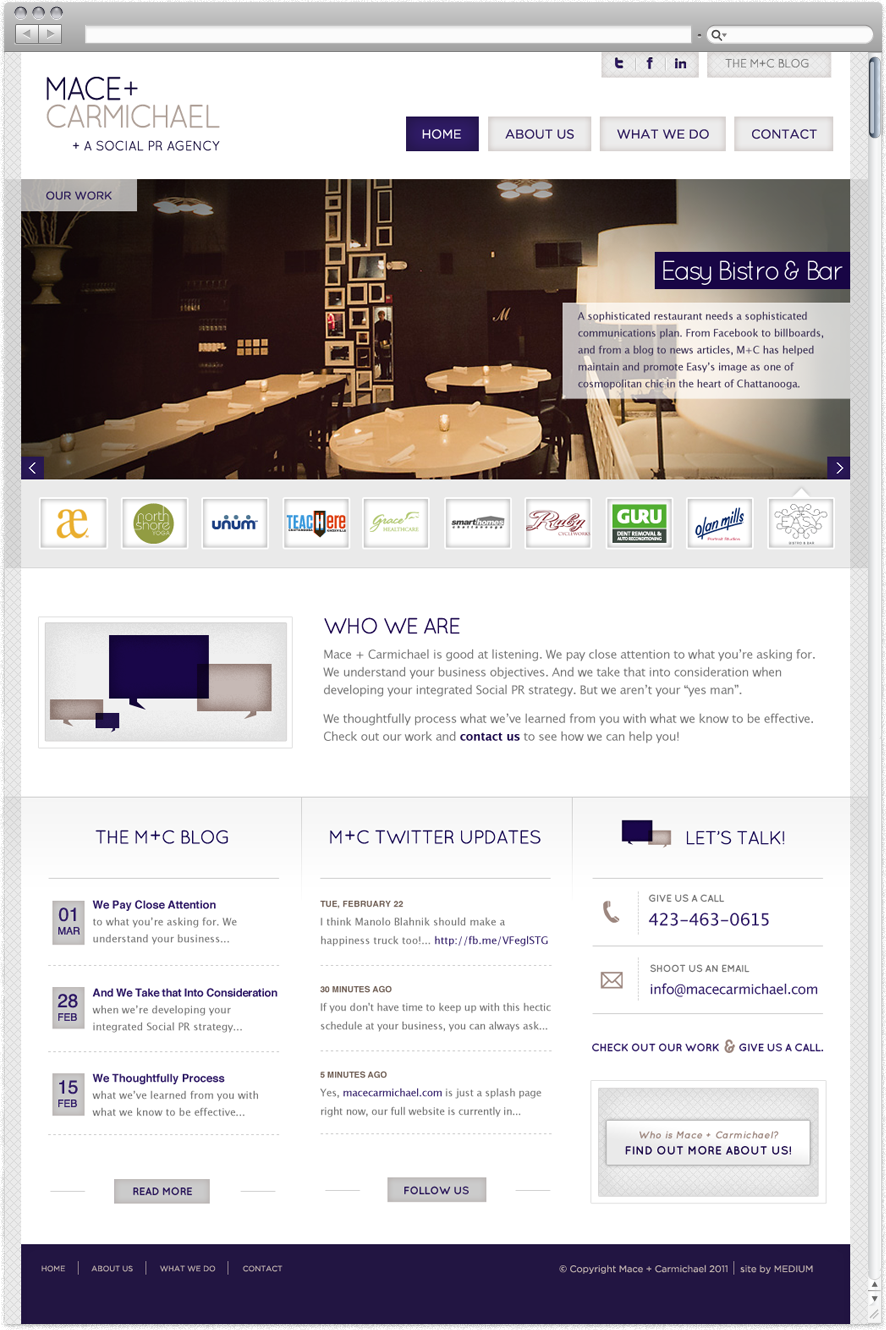 THE M+C BLOG
MACE+
CARMICHAEL
+ A SOCIAL PR AGENCY
HOME
ABOUT US
WHAT WE DO
CONTACT
OUR WORK
M
Easy Bistro & Bar
A sophisticated restaurant needs a sophisticated
communications plan. From Facebook to billboards,
and from a blog to news articles, M+C has helped
maintain and promote Easy's image as one of
cosmopolitan chic in the heart of Chattanooga.
æ
north
shore
YOGA
unum
TEACHere
CHATTANOOGA KNOXVILLE
Grace
HEALTHCARE
smarthomes
chattanooga
Ruby
CYCLEWORKS
GURU
DENT REMOVAL &
AUTO RECONDITIONING
olan mills
Portrait Studios
BISTRO & BAR
WHO WE ARE
Mace + Carmichael is good at listening. We pay close attention to what you're asking for.
We understand your business objectives. And we take that into consideration when
developing your integrated Social PR strategy. But we aren't your “yes man”.
We thoughtfully process what we've learned from you with what we know to be effective.
Check out our work and contact us to see how we can help you!
THE M+C BLOG
01
MAR
We Pay Close Attention
to what you're asking for. We
understand your business...
28
FEB
And We Take that Into Consideration
when we're developing your
integrated Social PR strategy...
15
FEB
We Thoughtfully Process
what we've learned from you with
what we know to be effective...
READ MORE
M+C TWITTER UPDATES
TUE, FEBRUARY 22
I think Manolo Blahnik should make a
happiness truck too!... http://fb.me/VFegISTG
30 MINUTES AGO
If you don't have time to keep up with this hectic
schedule at your business, you can always ask...
5 MINUTES AGO
Yes, macecarmichael.com is just a splash page
right now, our full website is currently in...
FOLLOW US
LET'S TALK!
GIVE US A CALL
423-463-0615
SHOOT US AN EMAIL
info@macecarmichael.com
CHECK OUT OUR WORK & GIVE US A CALL.
Who is Mace + Carmichael?
FIND OUT MORE ABOUT US!
HOME
ABOUT US
WHAT WE DO
CONTACT
© Copyright Mace + Carmichael 2011 | site by MEDIUM